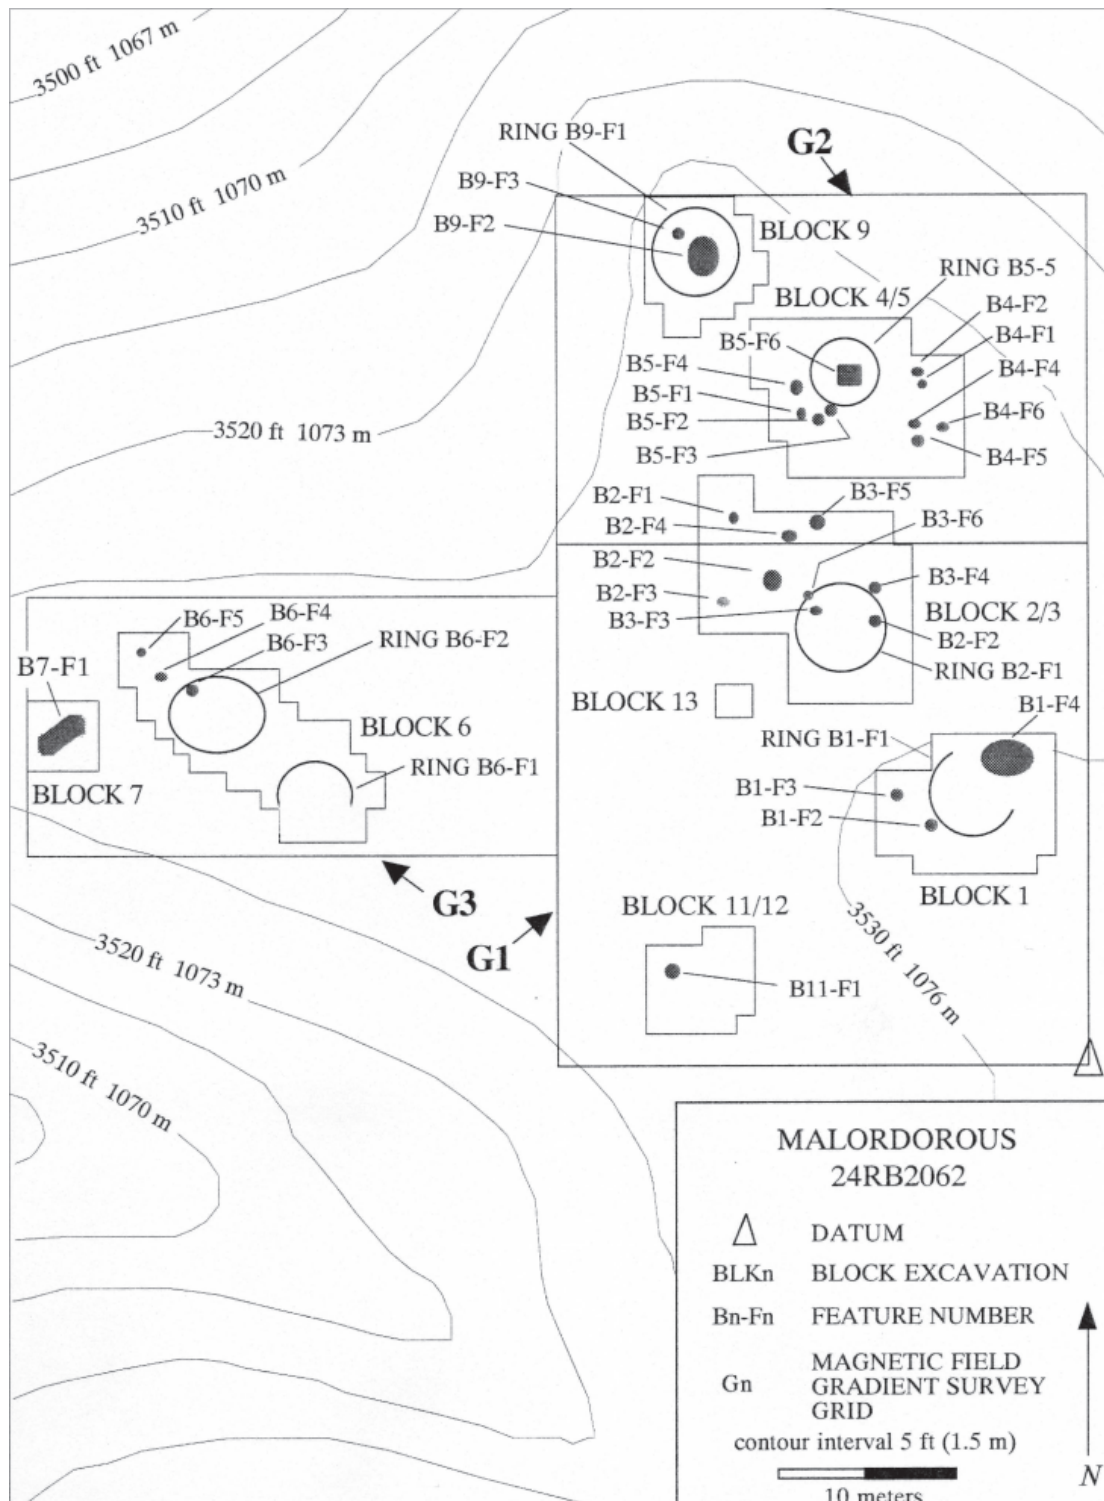 3500 ft 1067 m
RING B9-F1
G2
B9-F3
3510 ft 1070 m
B9-F2
BLOCK 9
RING B5-5
BLOCK 4/5
B4-F2
B4-F1
B5-F6
B4-F4
B5-F4
B5-F1
B4-F6
B5-F2
3520 ft 1073 m
B5-F3
B4-F5
B2-F1
B3-F5
B2-F4
B3-F6
B2-F2
B3-F4
B2-F3
BLOCK 2/3
B6-F4
B6-F5
B3-F3
B2-F2
B6-F3
RING B6-F2
B7-F1
RING B2-F1
BLOCK 13
B1-F4
BLOCK 6
RING B1-F1
RING B6-F1
B1-F3
BLOCK 7
B1-F2
BLOCK 1
G3
BLOCK 11/12
G1
3530 ft 1076 m
3520 ft 1073 m
B11-F1
3510 ft 1070 m
MALORDOROUS
24RB2062
DATUM
BLKn BLOCK EXCAVATION
Bn-Fn FEATURE NUMBER
Gn MAGNETIC FIELD
GRADIENT SURVEY
GRID
contour interval 5 ft (1.5 m)
N
10 meters